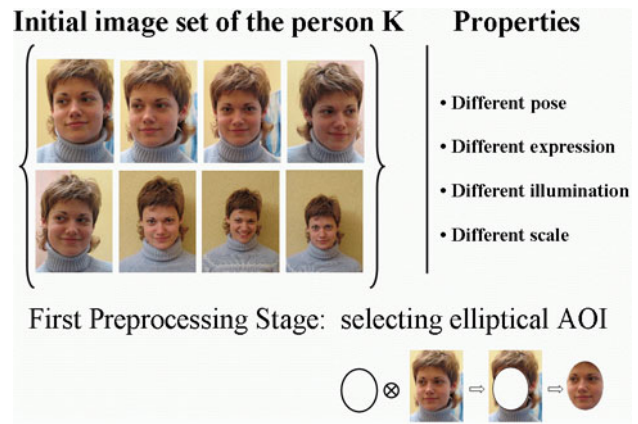 Initial image set of the person K
Properties
• Different pose
• Different expression
• Different illumination
• Different scale
First Preprocessing Stage: selecting elliptical AOI